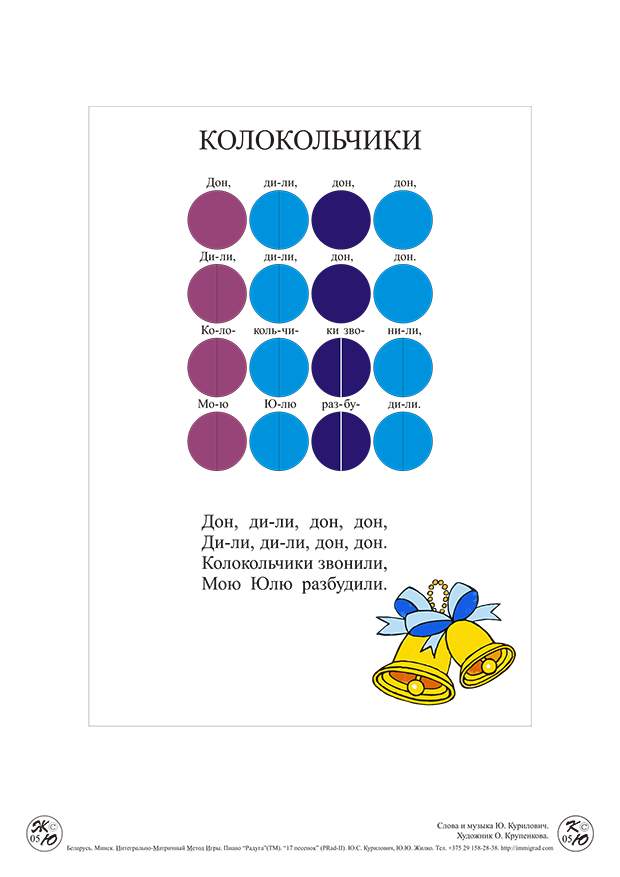 КОЛОКОЛЬЧИКИ
Дон, ди-ли, дон, дон,
Ди-ли, ди-ли, дон, дон.
Ко-ло- коль-чи- ки зво- ни-ли,
Мо-ю Ю-лю раз-бу- ди-ли.
Дон, ди-ли, дон, дон,
Ди-ли, ди-ли, дон, дон.
Колокольчики звонили,
Мою Юлю разбудили.
Ж © 05 Ю
Слова и музыка Ю. Курилович.
Художник О. Крупенкова.
К © 05 Ю
Беларусь. Минск. Интегрально-Матричный Метод Игры. Пиано "Радуга"(ТМ). "17 песенок" (PRad-II). Ю.С. Курилович, Ю.Ю. Жилко. Тел. +375 29 158-28-38. http://immigrad.com